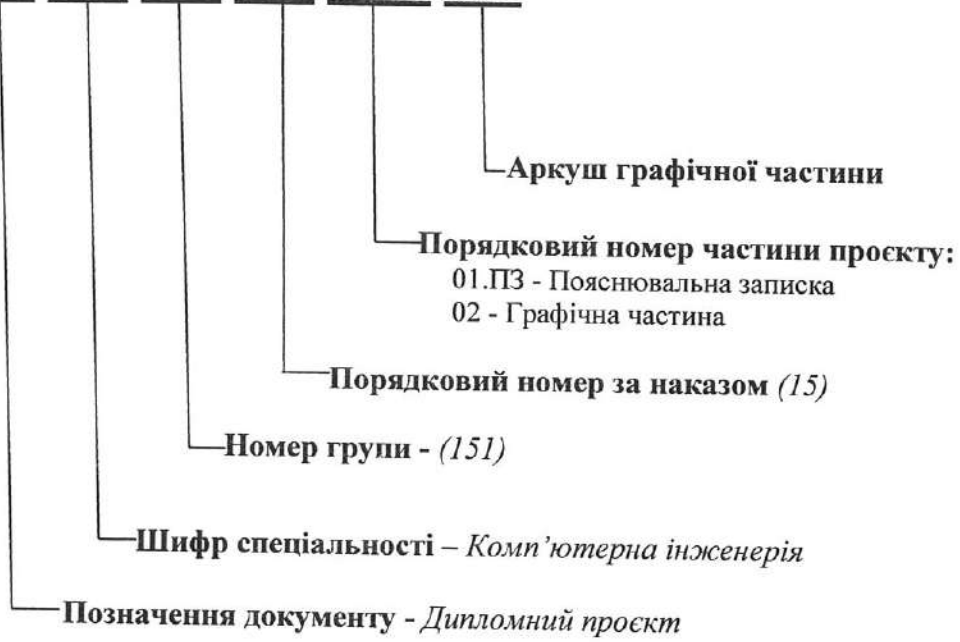 Аркуш графічної частини
Порядковий номер частини проєкту:
01.ПЗ - Пояснювальна записка
02 - Графічна частина
Порядковий номер за наказом (15)
Номер групи - (151)
Шифр спеціальності – Комп’ютерна інженерія
Позначення документу - Дипломний проєкт